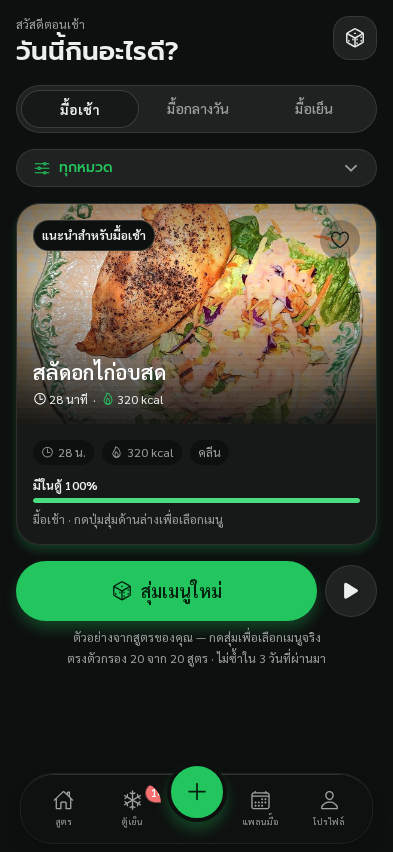 สวัสดีตอนเช้า
วันนี้กินอะไรดี?
มื้อเช้า
มื้อกลางวัน
มื้อเย็น
ทุกหมวด
แนะนำสำหรับมื้อเช้า
สลัดอกไก่อบสด
28 นาที · 320 kcal
28 น.
320 kcal
คลีน
มีในตู้ 100%
มื้อเช้า · กดปุ่มสุ่มด้านล่างเพื่อเลือกเมนู
สุ่มเมนูใหม่
ตัวอย่างจากสูตรของคุณ — กดสุ่มเพื่อเลือกเมนูจริง
ตรงตัวกรอง 20 จาก 20 สูตร · ไม่ซ้ำใน 3 วันที่ผ่านมา
สูตร
ตู้เย็น
แพลนมื้อ
โปรไฟล์